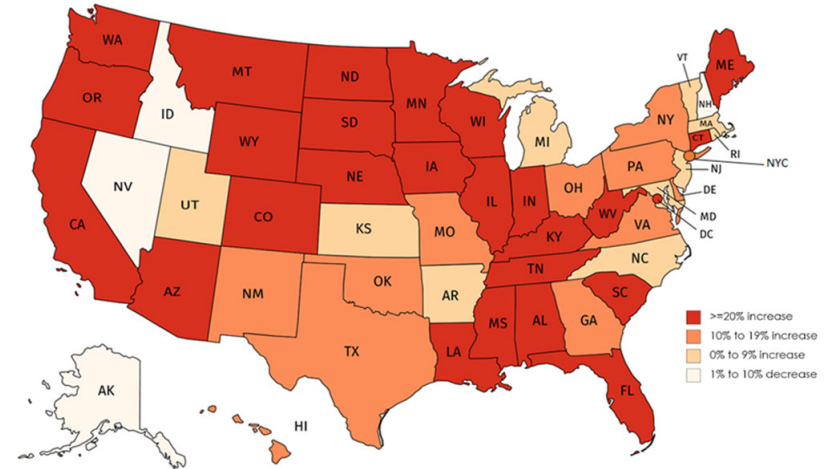 WA
MT
ND
MN
OR
ID
SD
WI
WY
MI
NY
VT
NH
ME
MA
CT
RI
NYC
IA
NE
PA
NJ
NV
UT
CO
IL
IN
OH
DE
CA
KS
MO
WV
VA
MD
DC
KY
NC
TN
AZ
NM
OK
AR
SC
MS
AL
GA
TX
LA
FL
AK
HI
>=20% increase
10% to 19% increase
0% to 9% increase
1% to 10% decrease